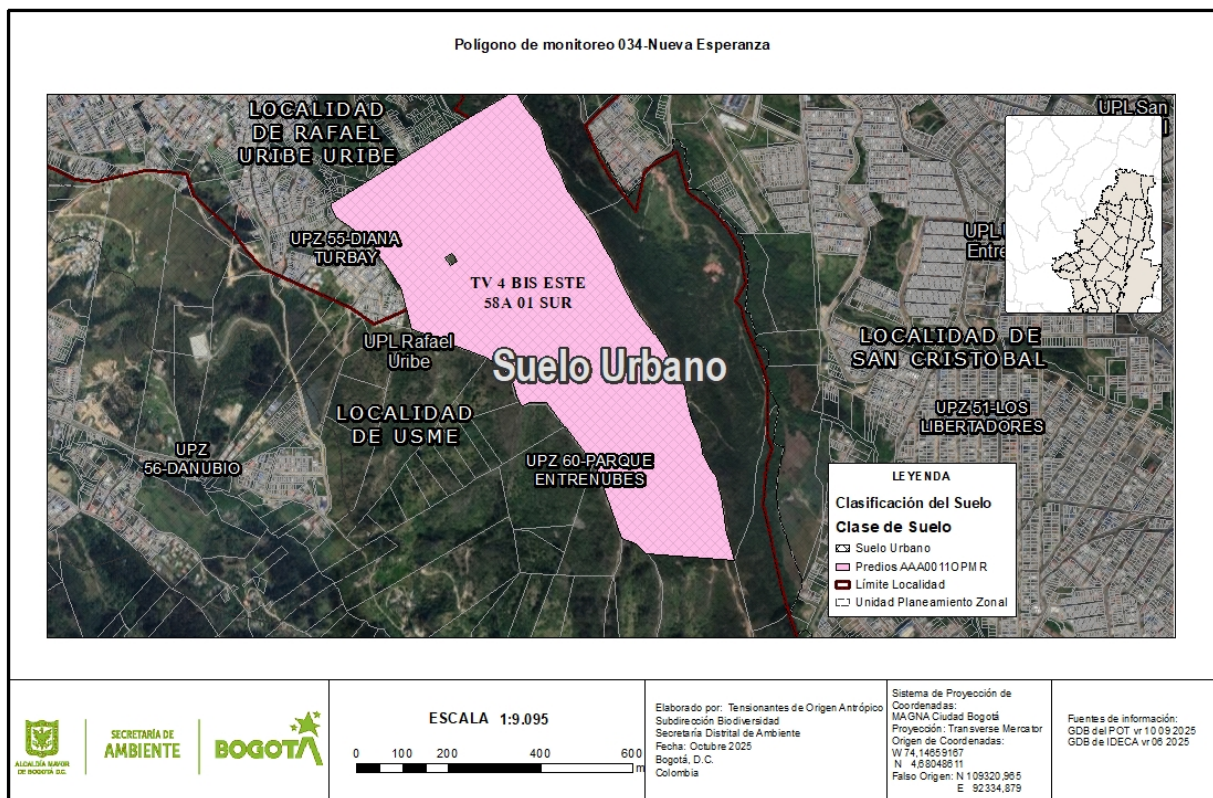 Polígono de monitoreo 034-Nueva Esperanza
LOCALIDAD
DE RAFAEL
URIBE URIBE
UPL San
UPZ 55-DIANA
TURBAY
TV 4 BIS ESTE
58A 01 SUR
Entre
UPL Rafael
Uribe
Suelo Urbano
LOCALIDAD DE
SAN CRISTOBAL
LOCALIDAD
DE USME
UPZ 51-LOS
LIBERTADORES
UPZ
56-DANUBIO
UPZ 60-PARQUE
ENTRENUBES
LEYENDA
Clasificación del Suelo
Clase de Suelo
Suelo Urbano
Predios AAA0011OPMR
Límite Localidad
Unidad Planeamiento Zonal
ALCALDÍA MAYOR
DE BOGOTÁ D.C.
SECRETARÍA DE
AMBIENTE
BOGOTÁ
ESCALA 1:9.095
0 100 200 400 600
m
Elaborado por: Tensionantes de Origen Antrópico
Subdirección Biodiversidad
Secretaría Distrital de Ambiente
Fecha: Octubre 2025
Bogotá, D.C.
Colombia
Sistema de Proyección de
Coordenadas:
MAGNA Ciudad Bogotá
Proyección: Transverse Mercator
Origen de Coordenadas:
W 74,14659167
N 4,68048611
Falso Origen: N 109320,965
E 92334,879
Fuentes de información:
GDB del POT vr 10 09 2025
GDB de IDECA vr 06 2025